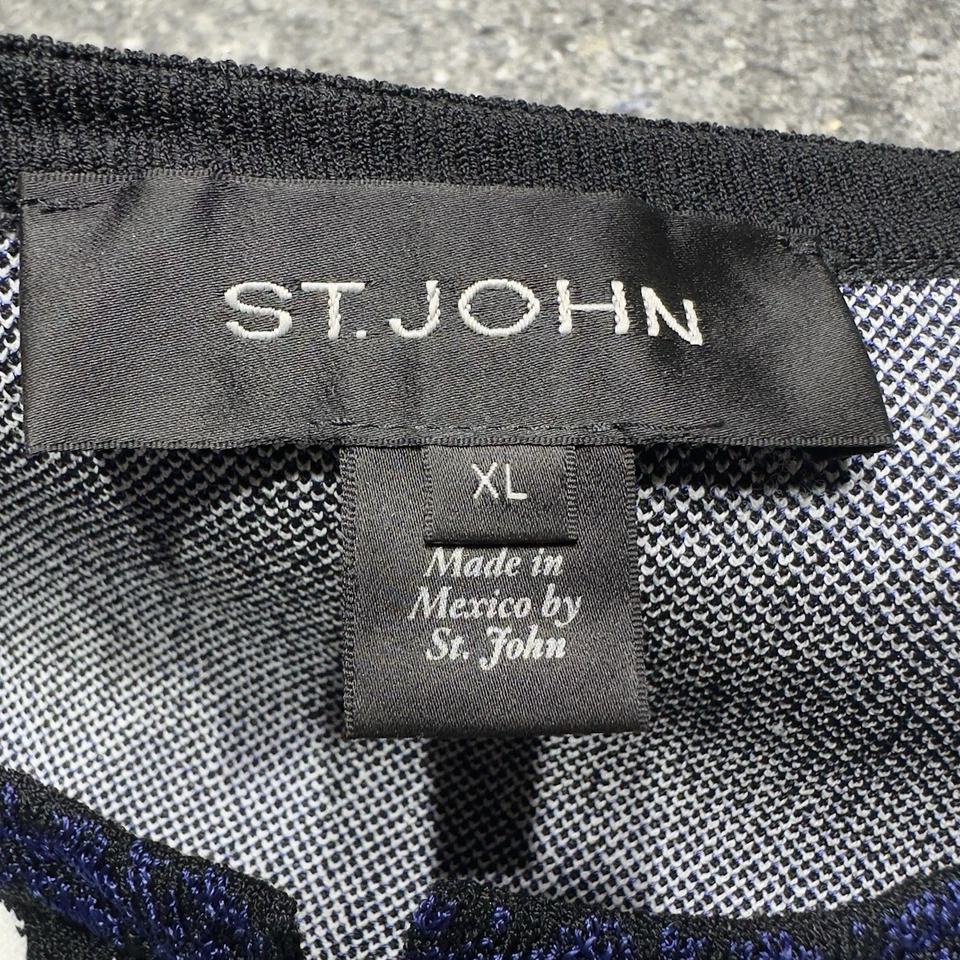 ST. JOHN
XL
Made in
Mexico by
St. John